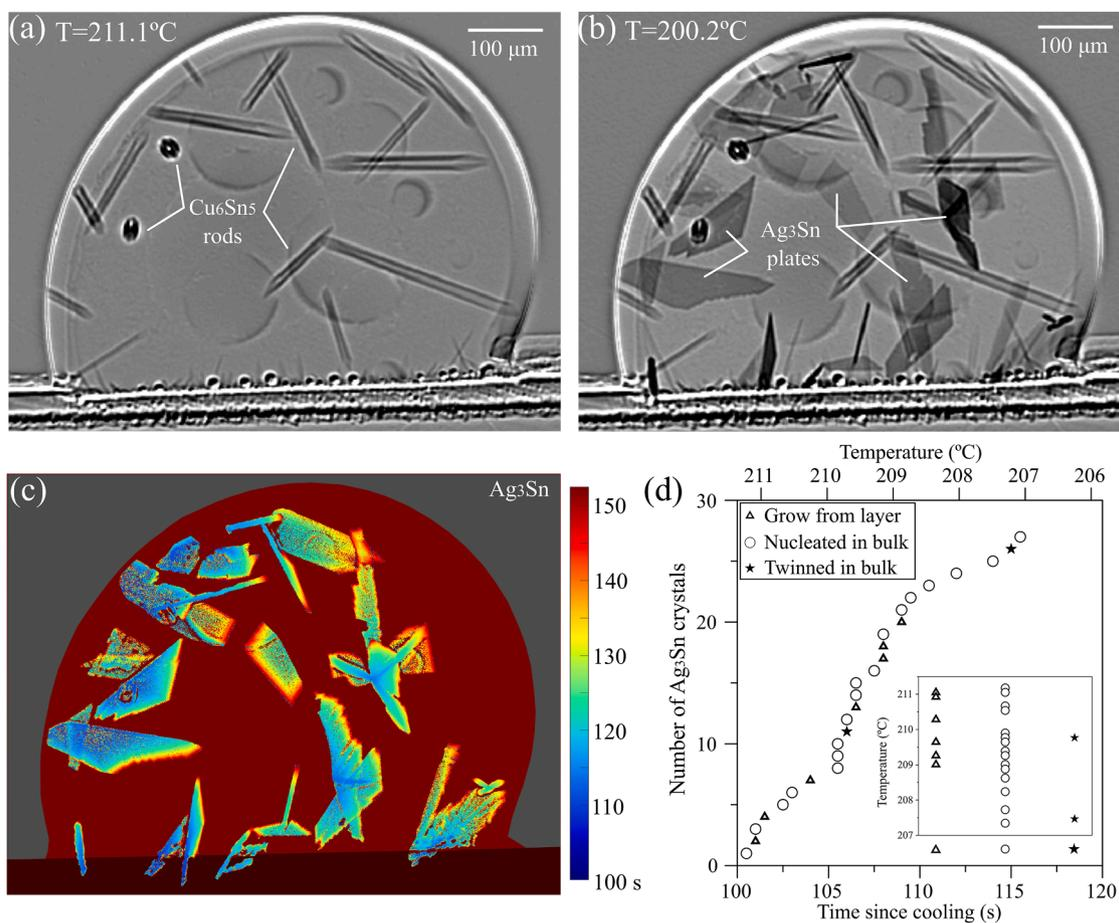 (a) T=211.1ºC
100 μm
Cu₆Sn₅
rods
(b) T=200.2ºC
100 μm
Ag₃Sn
plates
(c)
Ag₃Sn
150
140
130
120
110
100 s
(d)
Temperature (ºC)
211 210 209 208 207 206
Number of Ag₃Sn crystals
30
20
10
0
Grow from layer
Nucleated in bulk
Twinned in bulk
Temperature (ºC)
211
210
209
208
207
100 105 110 115 120
Time since cooling (s)